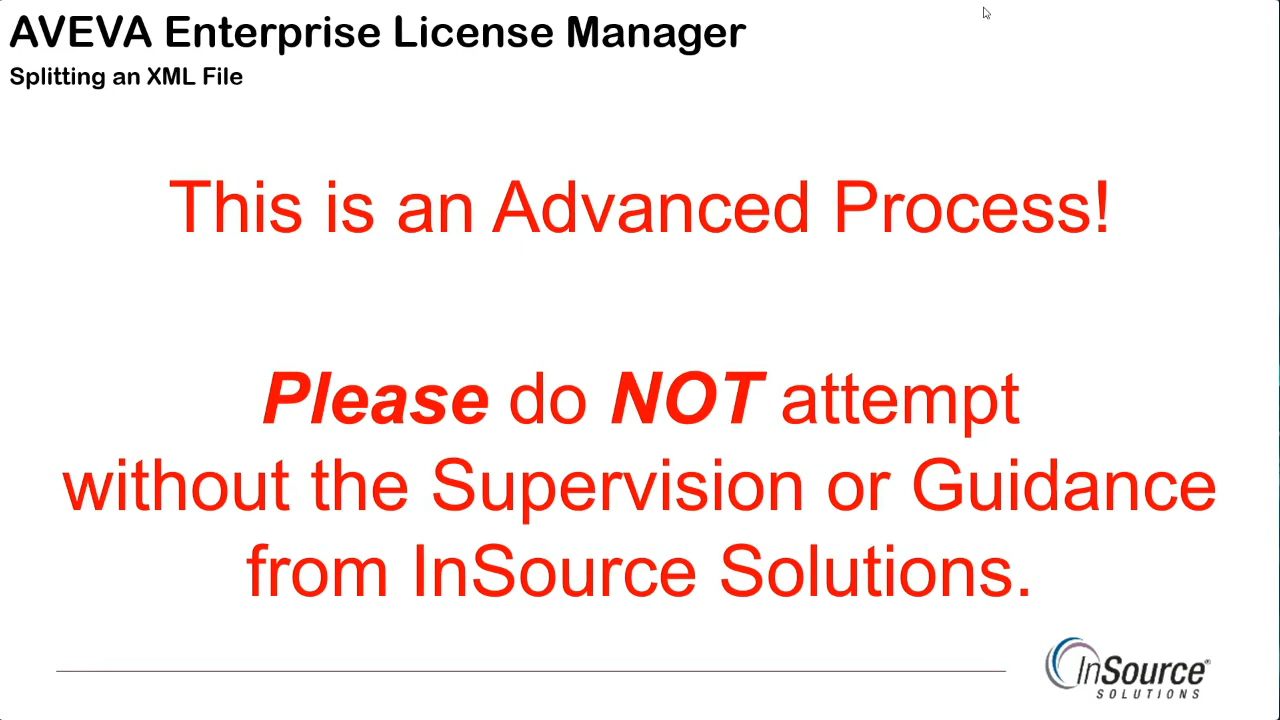 AVEVA Enterprise License Manager
Splitting an XML File
This is an Advanced Process!
Please do NOT attempt
without the Supervision or Guidance
from InSource Solutions.
InSource®
SOLUTIONS